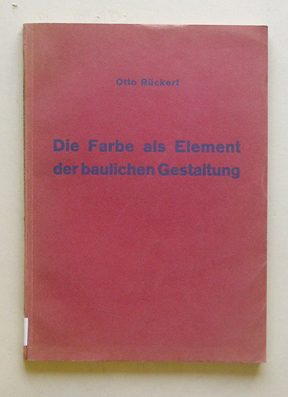 Otto Rückert
Die Farbe als Element
der baulichen Gestaltung